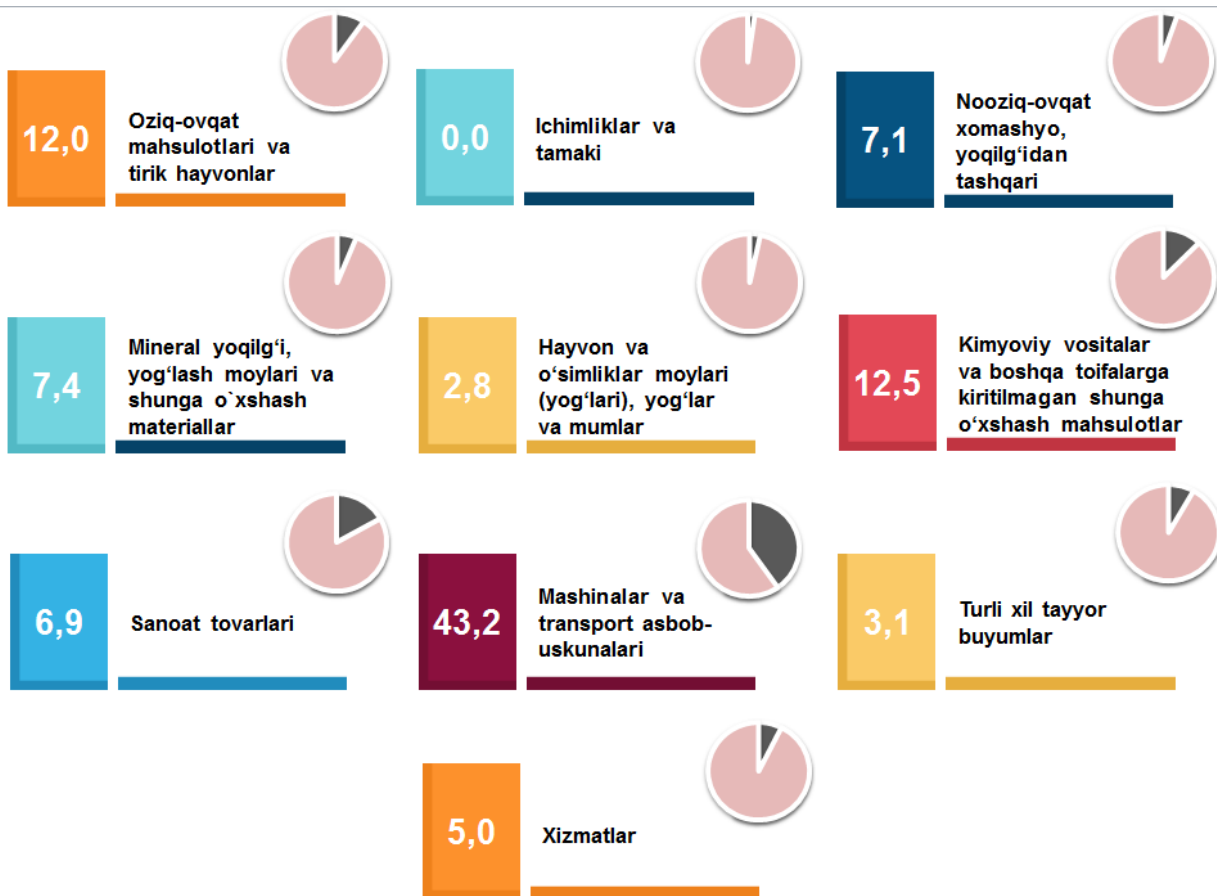 12,0
Oziq-ovqat
mahsulotlari va
tirik hayvonlar
0,0
Ichimliklar va
tamaki
7,1
Nooziq-ovqat
xomashyo,
yoqilg‘idan
tashqari
7,4
Mineral yoqilg‘i,
yog‘lash moylari va
shunga o`xshash
materiallar
2,8
Hayvon va
o‘simliklar moylari
(yog‘lari), yog‘lar
va mumlar
12,5
Kimyoviy vositalar
va boshqa toifalarga
kiritilmagan shunga
o‘xshash mahsulotlar
6,9
Sanoat tovarlari
43,2
Mashinalar va
transport asbob-
uskunalari
3,1
Turli xil tayyor
buyumlar
5,0
Xizmatlar